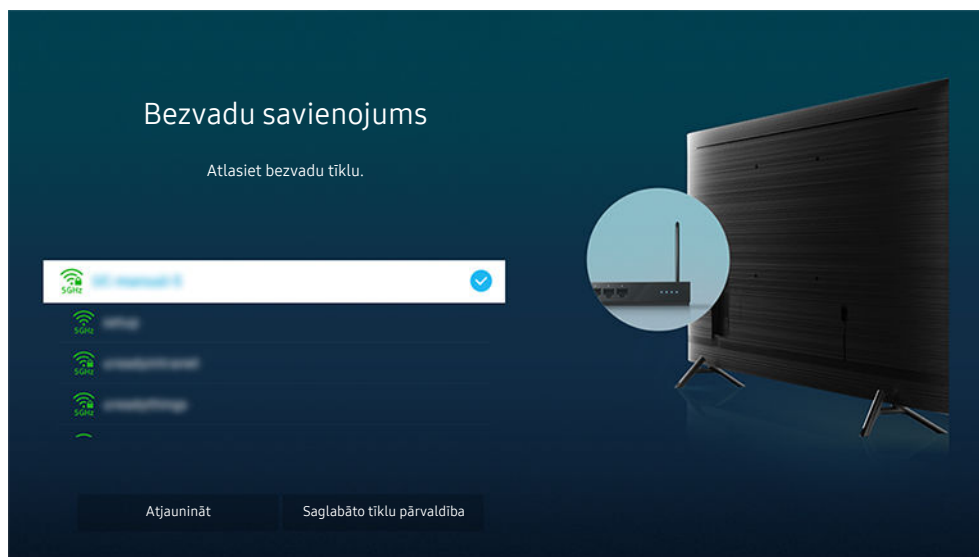 Bezvadu savienojums
Atlasiet bezvadu tīklu.
5GHz
5GHz
5GHz
5GHz
Atjaunināt
Saglabāto tīklu pārvaldība